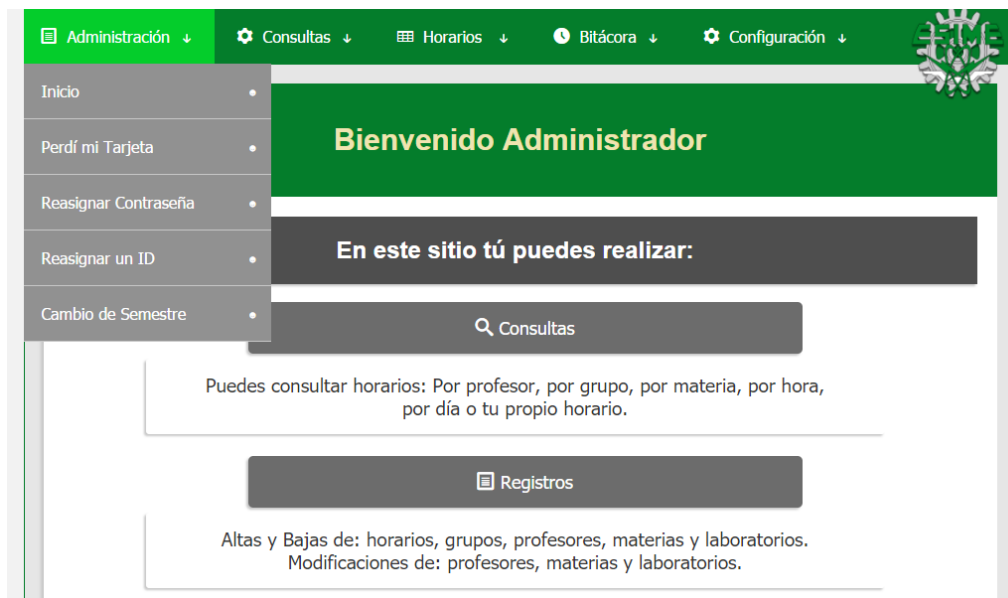 Administración ↓ Consultas ↓ Horarios ↓ Bitácora ↓ Configuración ↓
Inicio
Perdí mi Tarjeta
Reasignar Contraseña
Reasignar un ID
Cambio de Semestre
Bienvenido Administrador
En este sitio tú puedes realizar:
Consultas
Puedes consultar horarios: Por profesor, por grupo, por materia, por hora,
por día o tu propio horario.
Registros
Altas y Bajas de: horarios, grupos, profesores, materias y laboratorios.
Modificaciones de: profesores, materias y laboratorios.